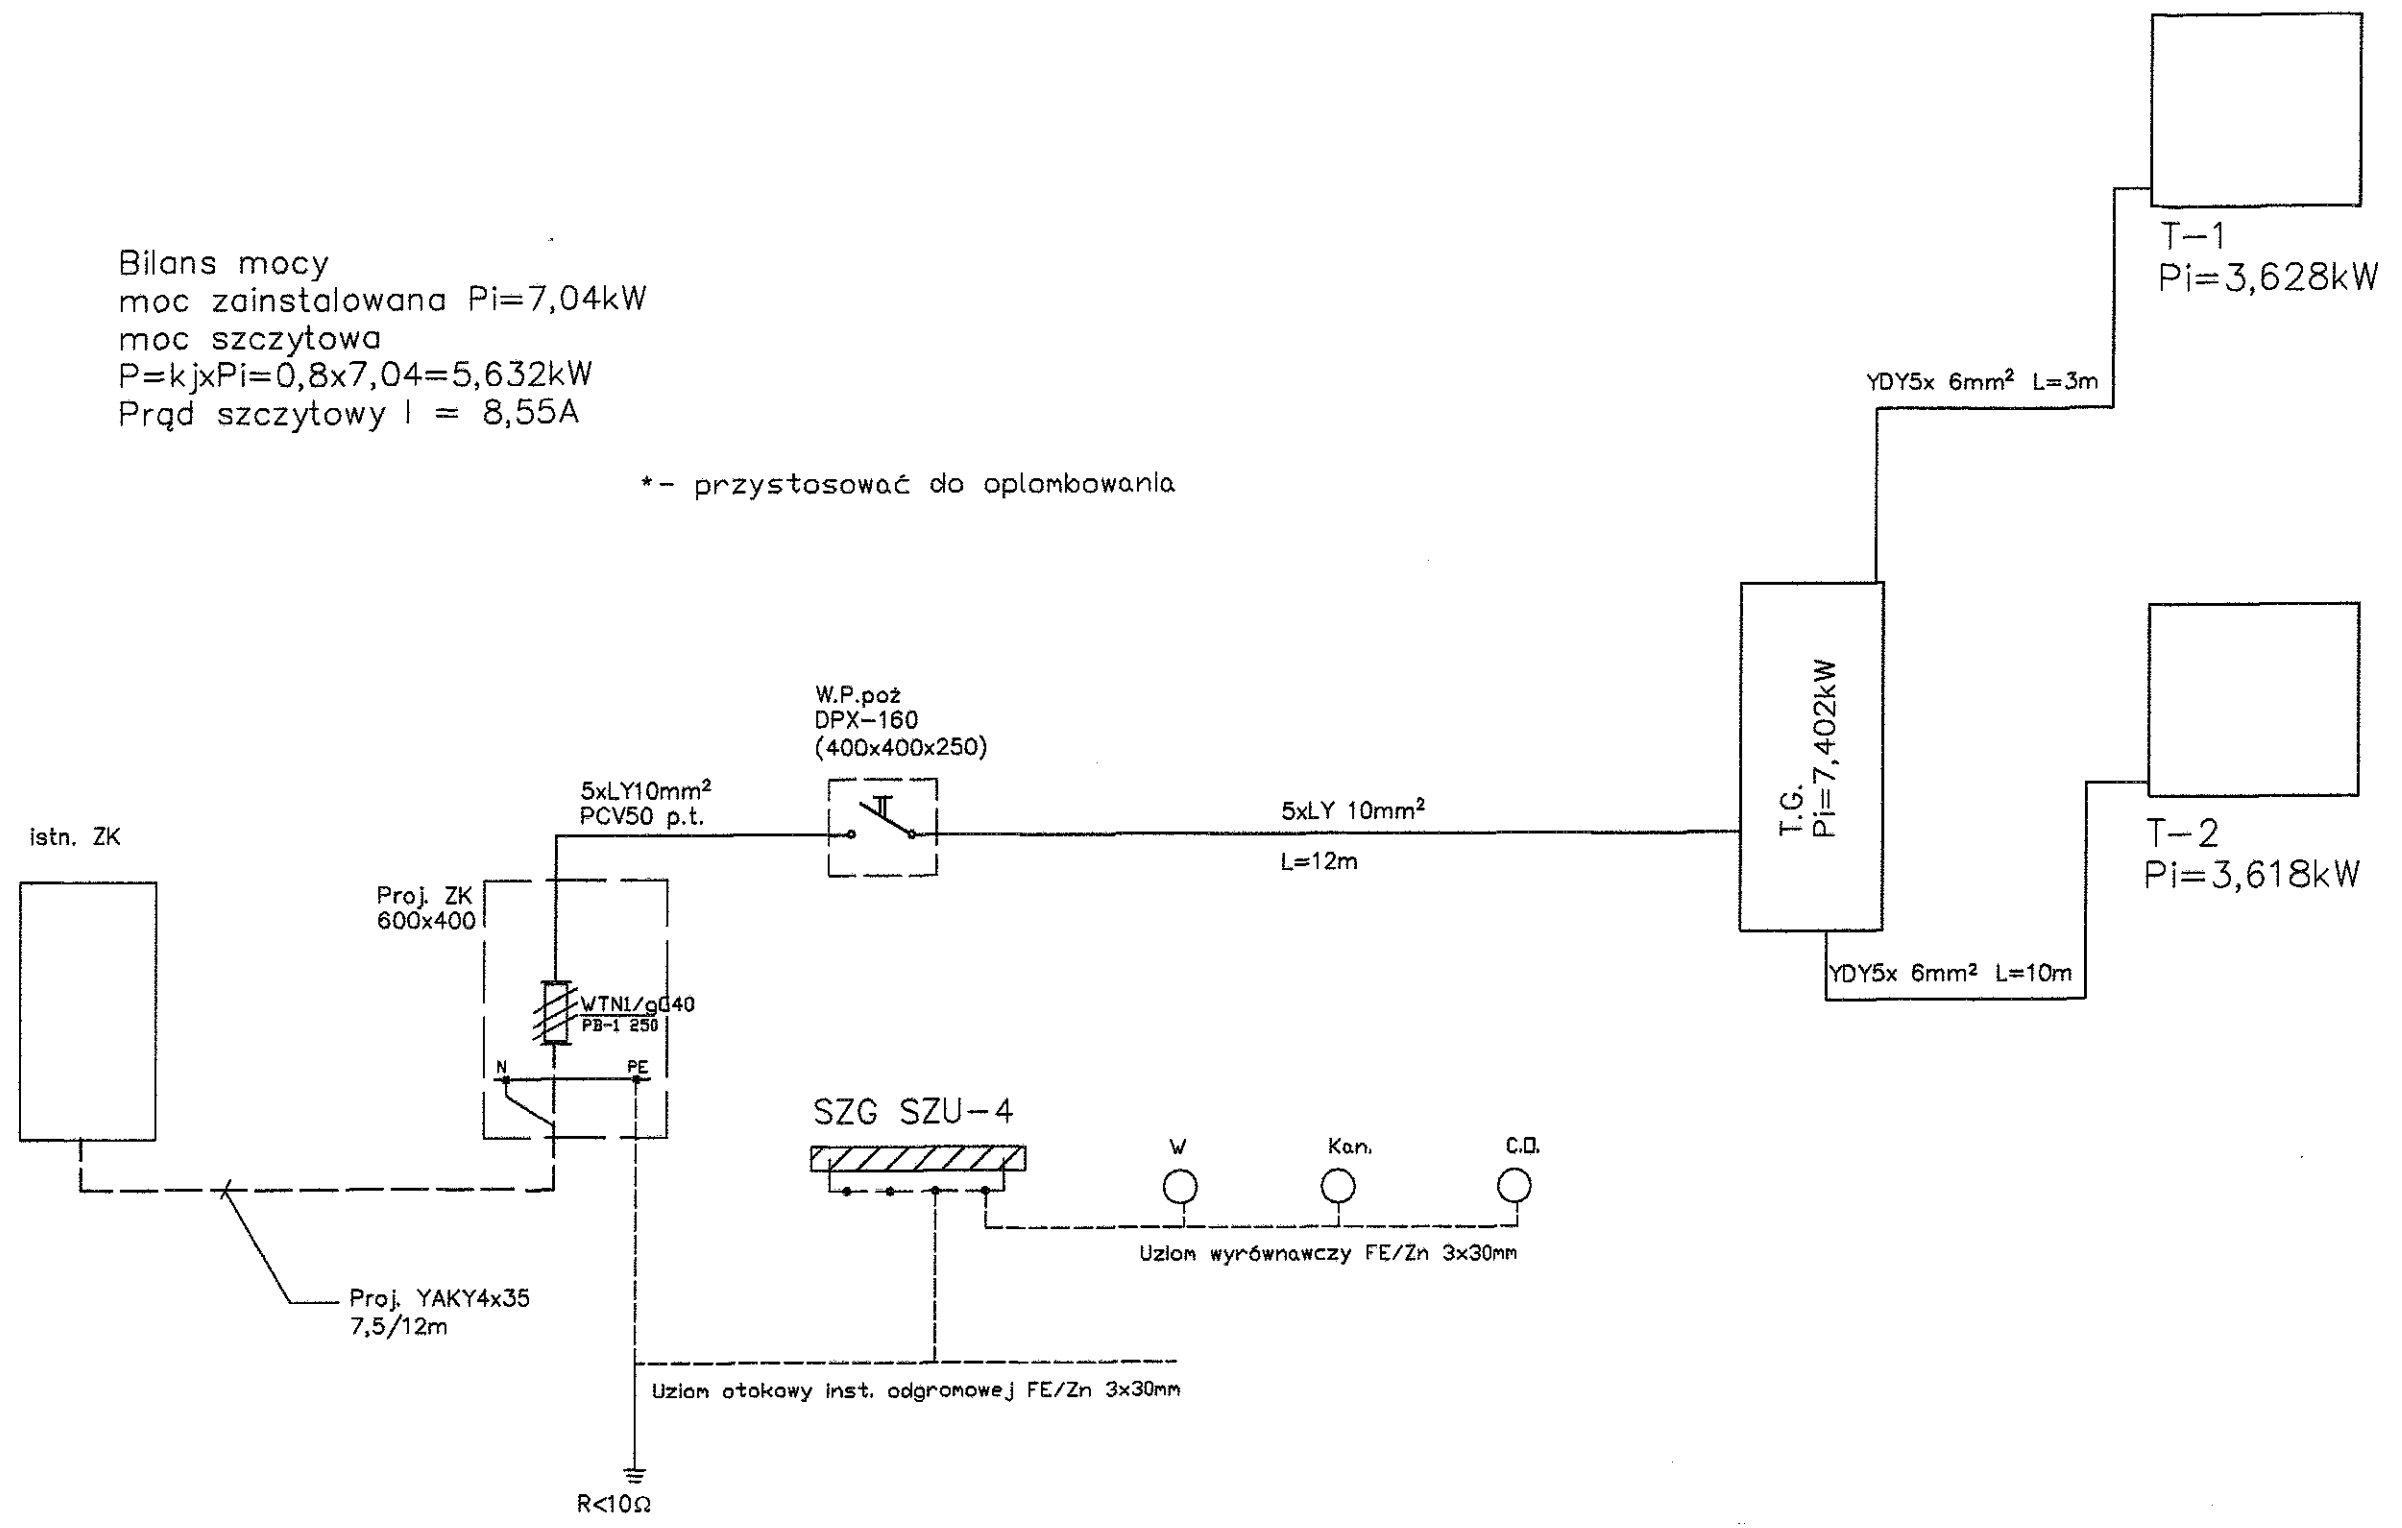 T-1
Pi=3,628kW
Bilans mocy
moc zainstalowana Pi=7,04kW
moc szczytowa
P=kjxPi=0,8x7,04=5,632kW
Prąd szczytowy I = 8,55A
YDY5x 6mm² L=3m
*- przystosować do oplombowania
W.P.poż
DPX-160
(400x400x250)
T.G.
Pi=7,402kW
5xLY10mm²
PCV50 p.t.
5xLY 10mm²
L=12m
T-2
Pi=3,618kW
istn. ZK
Proj. ZK
600x400
YDY5x 6mm² L=10m
WTN1/gG40
PB-1 250
N
PE
SZG SZU-4
W
Kan.
C.O.
Uziom wyrównawczy FE/Zn 3x30mm
Proj. YAKY4x35
7,5/12m
Uziom otokowy inst. odgromowej FE/Zn 3x30mm
R<10Ω